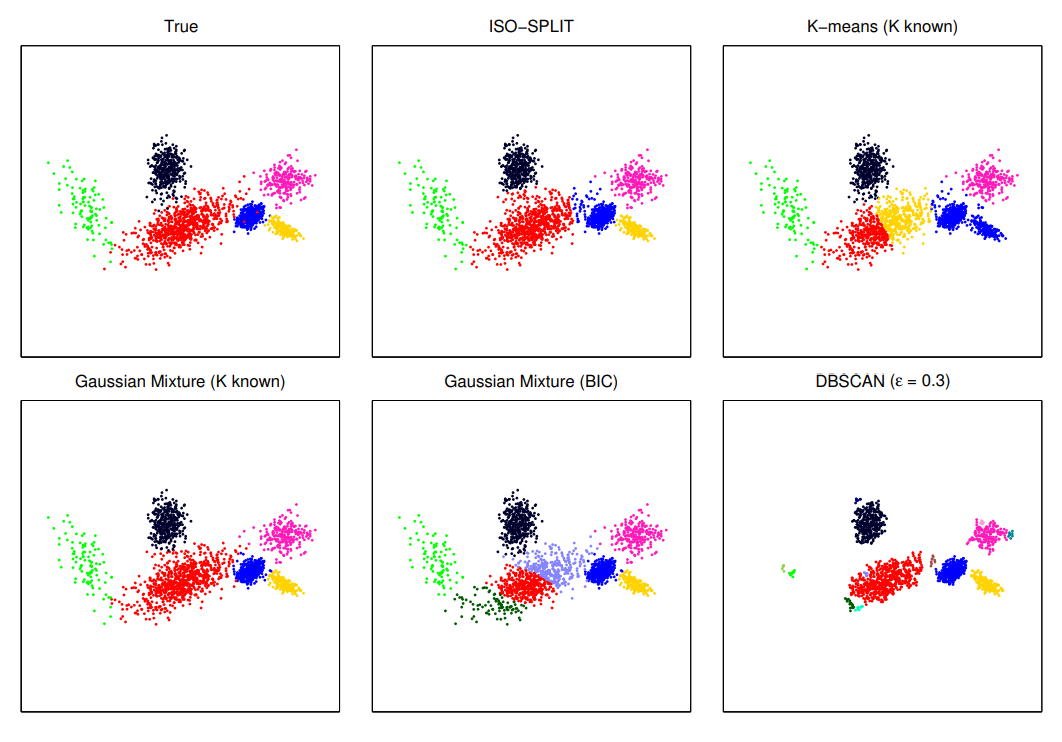 True
ISO−SPLIT
K−means (K known)
Gaussian Mixture (K known)
Gaussian Mixture (BIC)
DBSCAN (ε = 0.3)